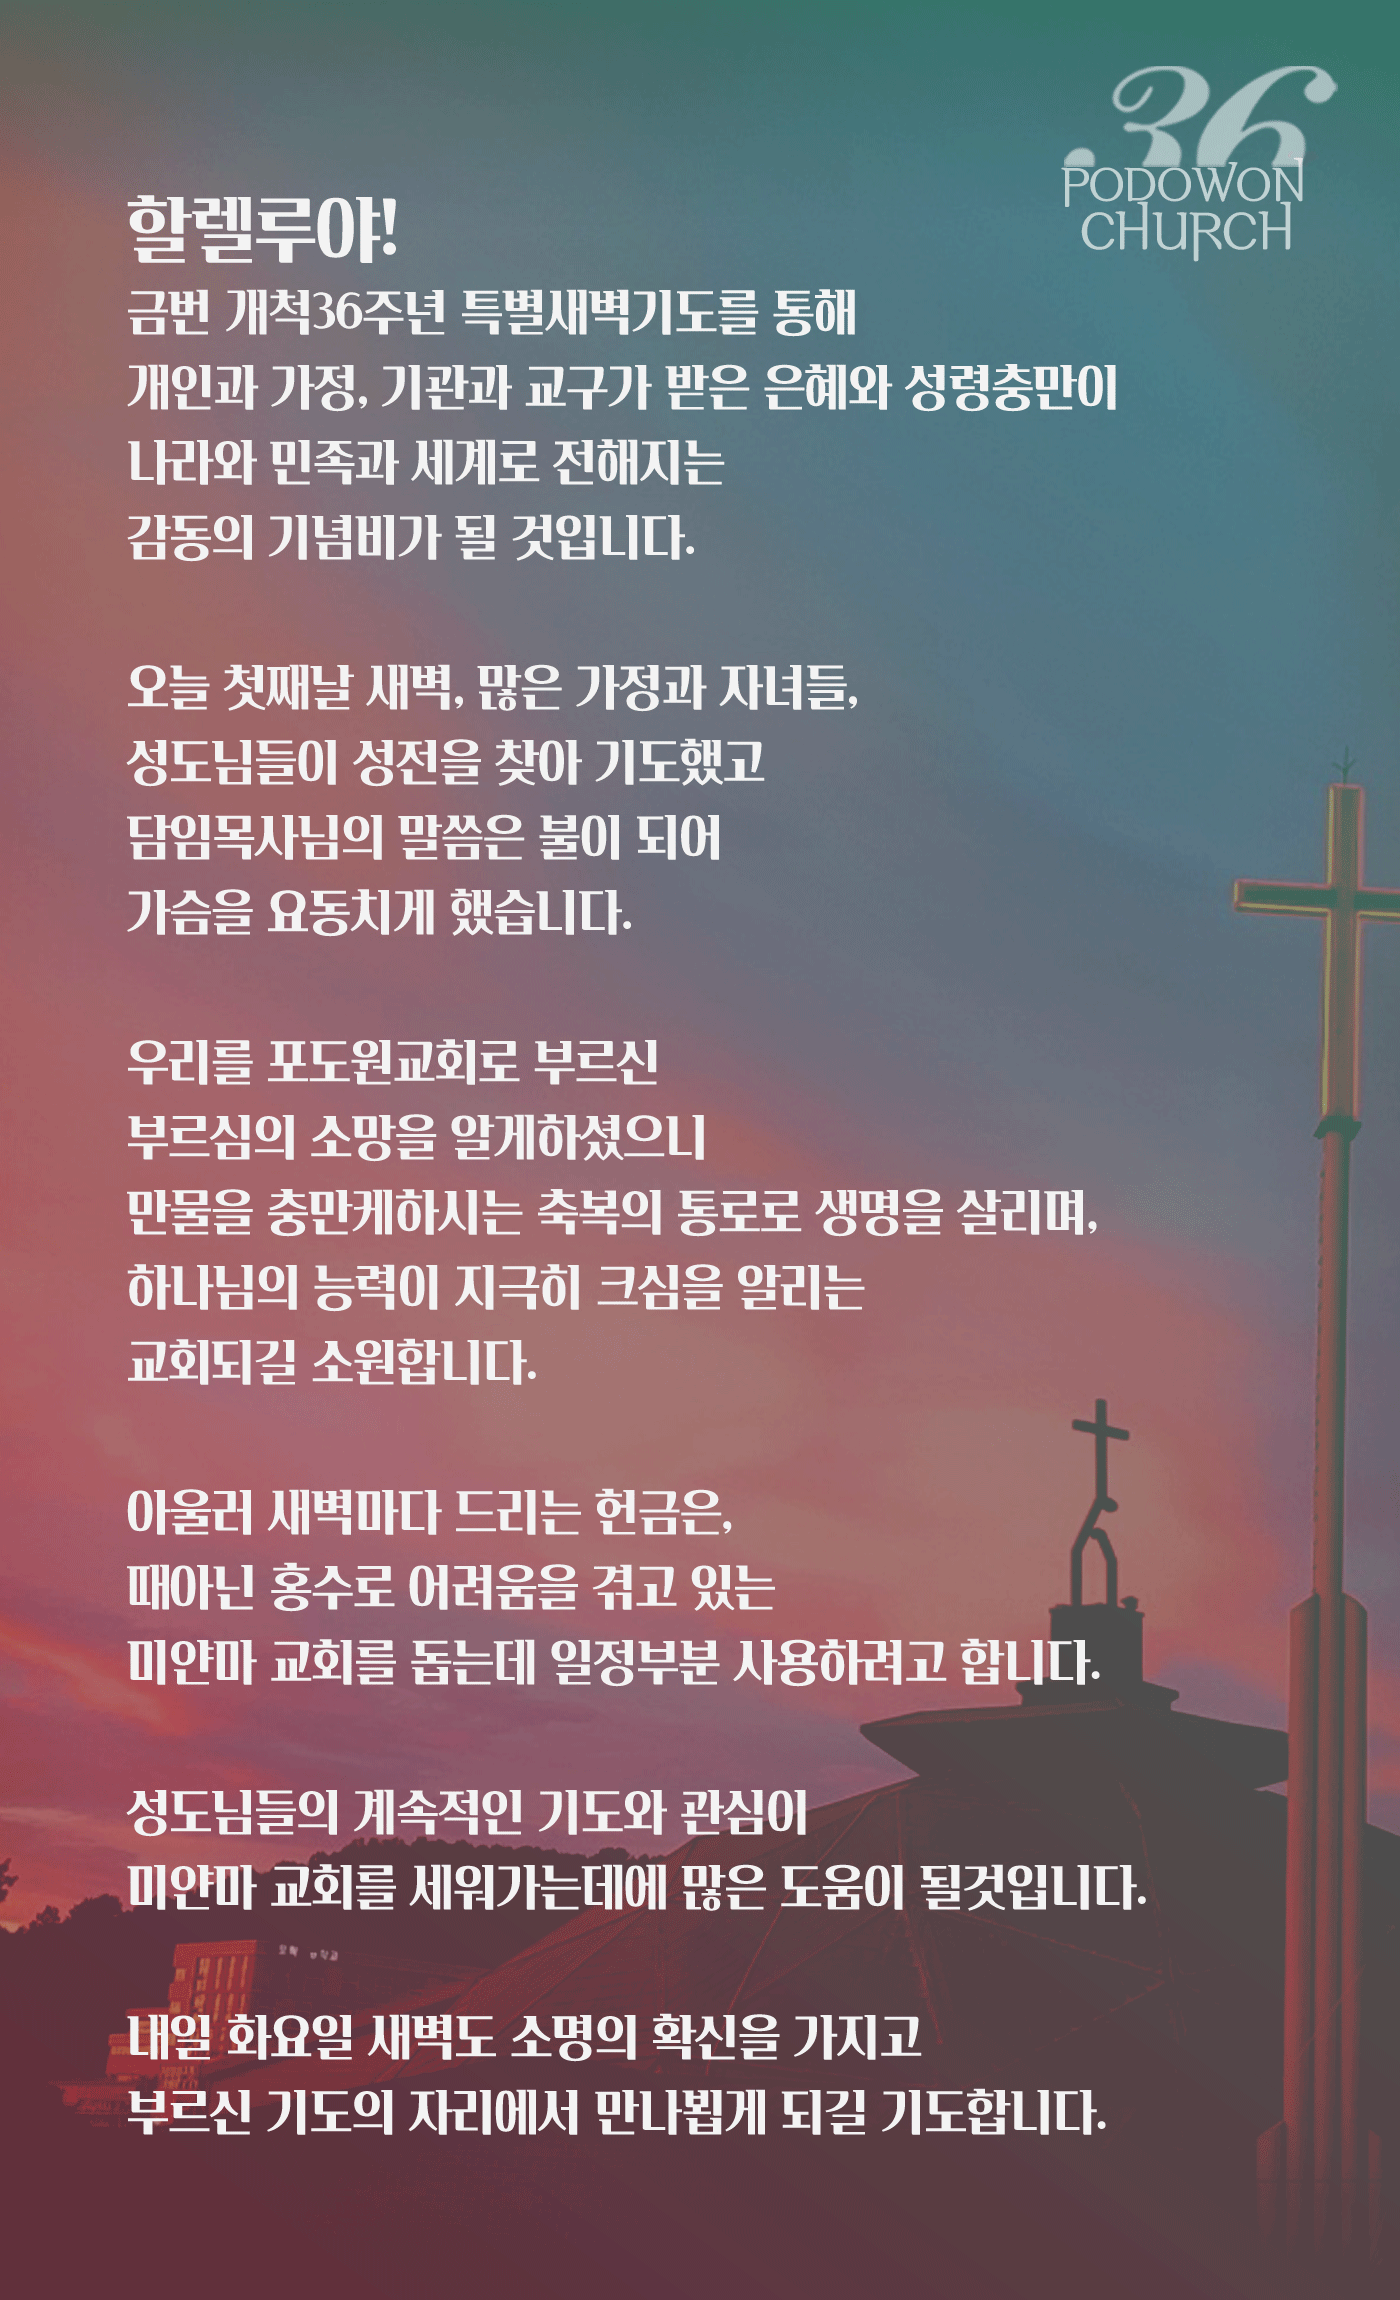 36
PODOWON
CHURCH
할렐루야!
금번 개척36주년 특별새벽기도를 통해
개인과 가정, 기관과 교구가 받은 은혜와 성령충만이
나라와 민족과 세계로 전해지는
감동의 기념비가 될 것입니다.
오늘 첫째날 새벽, 많은 가정과 자녀들,
성도님들이 성전을 찾아 기도했고
담임목사님의 말씀은 불이 되어
가슴을 요동치게 했습니다.
우리를 포도원교회로 부르신
부르심의 소망을 알게하셨으니
만물을 충만케하시는 축복의 통로로 생명을 살리며,
하나님의 능력이 지극히 크심을 알리는
교회되길 소원합니다.
아울러 새벽마다 드리는 헌금은,
때아닌 홍수로 어려움을 겪고 있는
미얀마 교회를 돕는데 일정부분 사용하려고 합니다.
성도님들의 계속적인 기도와 관심이
미얀마 교회를 세워가는데에 많은 도움이 될것입니다.
내일 화요일 새벽도 소명의 확신을 가지고
부르신 기도의 자리에서 만나뵙게 되길 기도합니다.